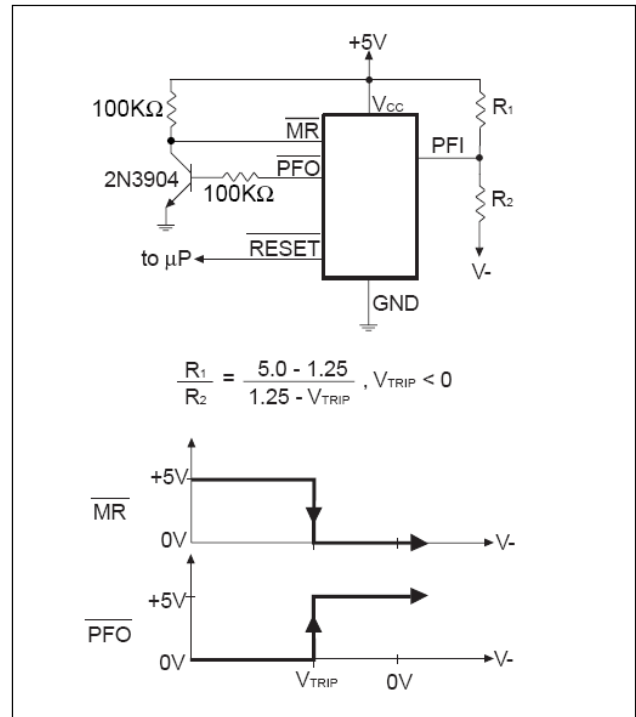 +5V
100KΩ
VCC
R1
MR
PFI
PFO
2N3904
100KΩ
R2
RESET
to µP
V-
GND
R1 / R2 = 5.0 - 1.25 / 1.25 - VTRIP , VTRIP < 0
+5V
MR
0V
V-
+5V
PFO
0V
V-
VTRIP
0V